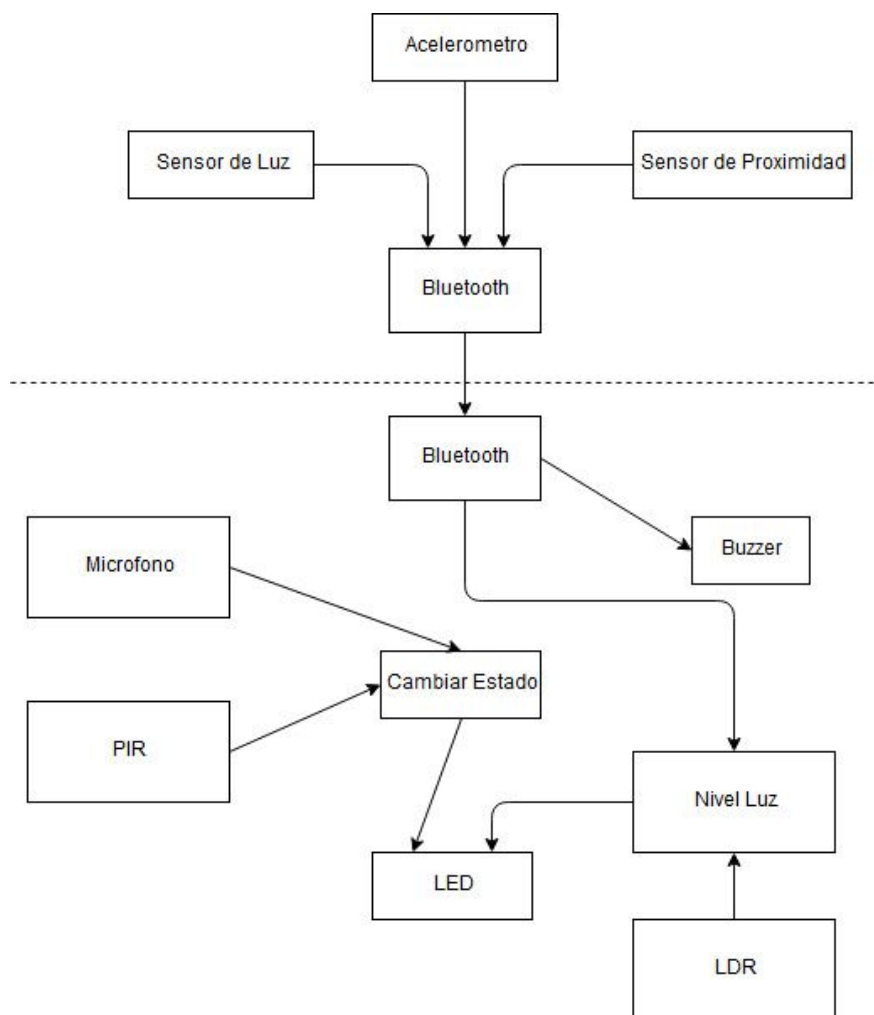 Acelerometro
Sensor de Luz
Sensor de Proximidad
Bluetooth
Bluetooth
Buzzer
Microfono
Cambiar Estado
PIR
Nivel Luz
LED
LDR